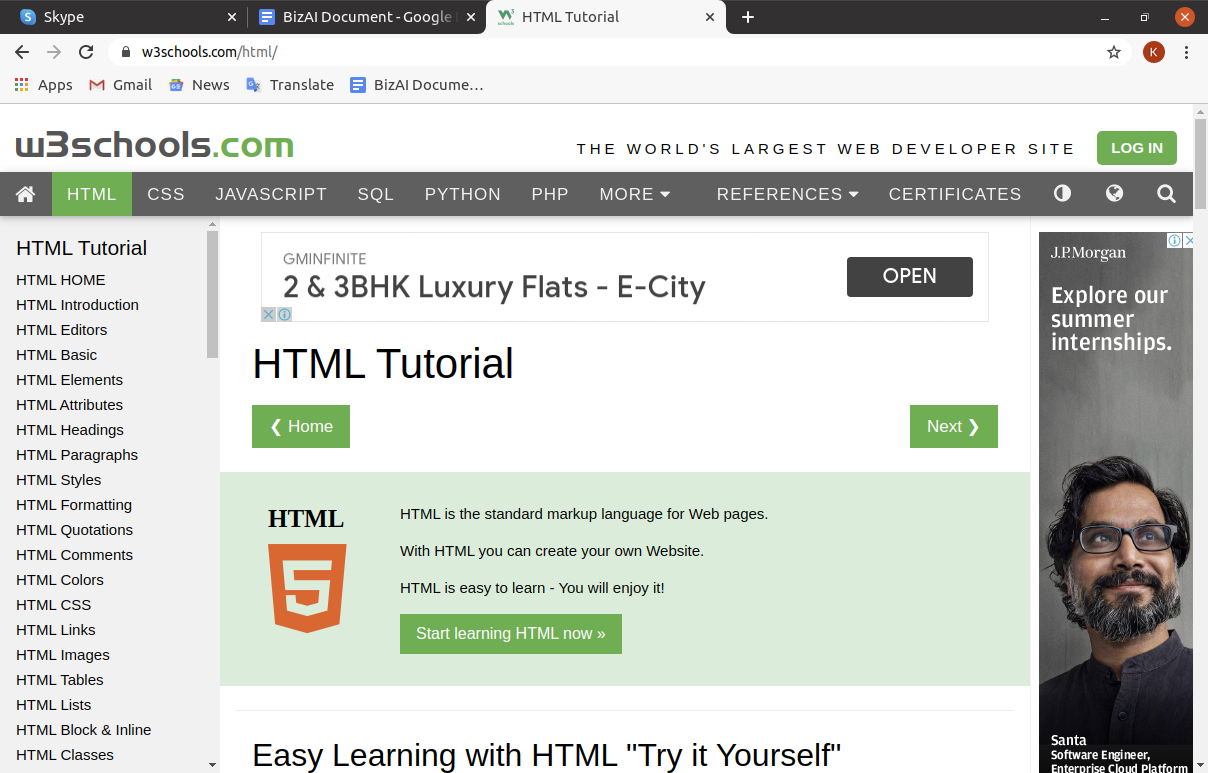 Skype
BizAI Document - Google
HTML Tutorial
w3schools.com/html/
K
Apps
Gmail
News
Translate
BizAI Docume…
w3schools.com
THE WORLD'S LARGEST WEB DEVELOPER SITE
LOG IN
HTML
CSS
JAVASCRIPT
SQL
PYTHON
PHP
MORE
REFERENCES
CERTIFICATES
HTML Tutorial
HTML HOME
HTML Introduction
HTML Editors
HTML Basic
HTML Elements
HTML Attributes
HTML Headings
HTML Paragraphs
HTML Styles
HTML Formatting
HTML Quotations
HTML Comments
HTML Colors
HTML CSS
HTML Links
HTML Images
HTML Tables
HTML Lists
HTML Block & Inline
HTML Classes
GMINFINITE
2 & 3BHK Luxury Flats - E-City
OPEN
HTML Tutorial
❮ Home
Next ❯
HTML
5
HTML is the standard markup language for Web pages.
With HTML you can create your own Website.
HTML is easy to learn - You will enjoy it!
Start learning HTML now »
Easy Learning with HTML "Try it Yourself"
J.P.Morgan
Explore our
summer
internships.
Santa
Software Engineer,
Enterprise Cloud Platform